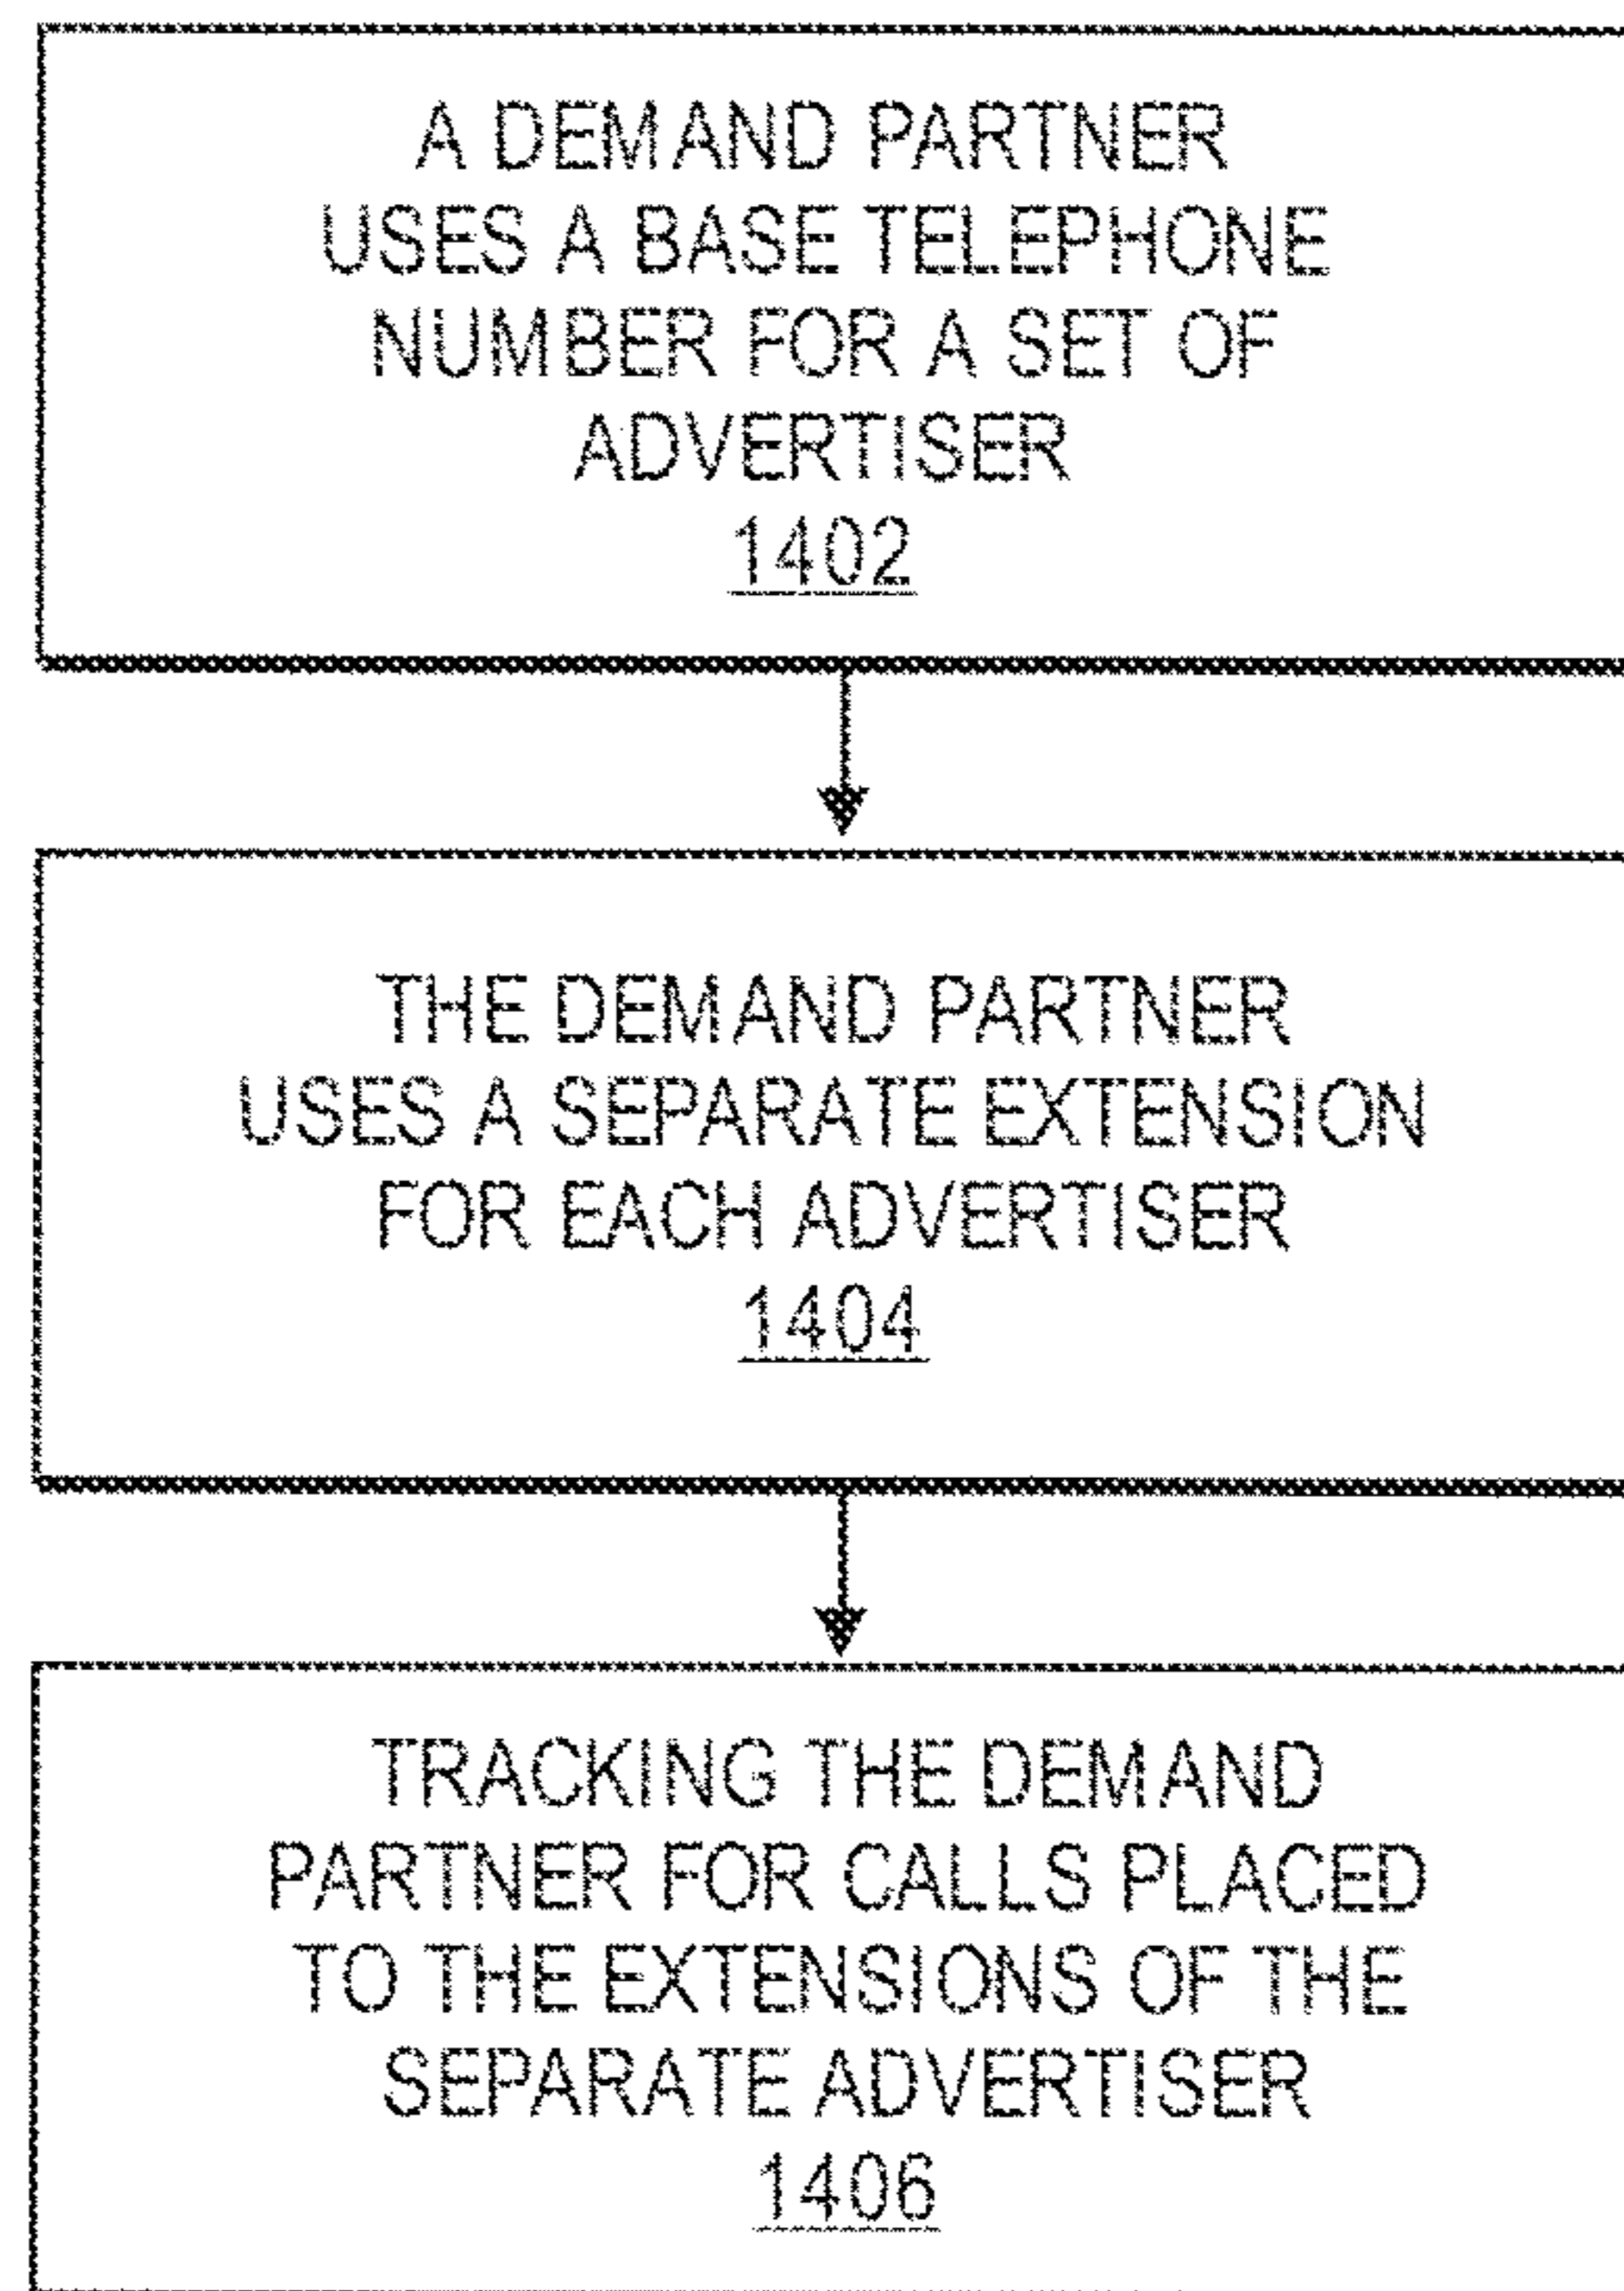 A DEMAND PARTNER
USES A BASE TELEPHONE
NUMBER FOR A SET OF
ADVERTISER
1402
THE DEMAND PARTNER
USES A SEPARATE EXTENSION
FOR EACH ADVERTISER
1404
TRACKING THE DEMAND
PARTNER FOR CALLS PLACED
TO THE EXTENSIONS OF THE
SEPARATE ADVERTISER
1406